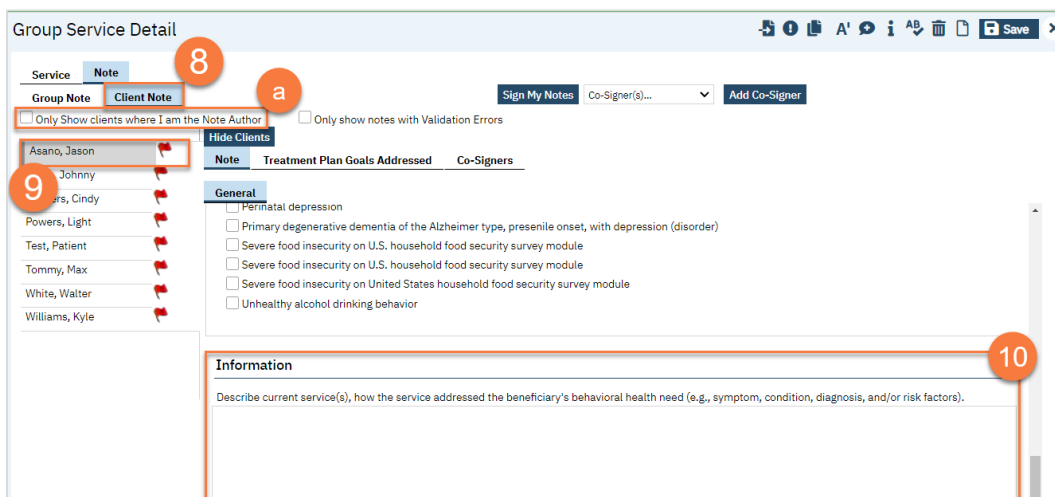 Group Service Detail
Save
Service Note
8
Group Note Client Note
a
Sign My Notes Co-Signer(s)... Add Co-Signer
Only Show clients where I am the Note Author
Only show notes with Validation Errors
Hide Clients
Asano, Jason
Note Treatment Plan Goals Addressed Co-Signers
Johnny
9
Cindy
General
Perinatal depression
Powers, Light
Primary degenerative dementia of the Alzheimer type, presenile onset, with depression (disorder)
Test, Patient
Severe food insecurity on U.S. household food security survey module
Tommy, Max
Severe food insecurity on U.S. household food security survey module
White, Walter
Severe food insecurity on United States household food security survey module
Unhealthy alcohol drinking behavior
Williams, Kyle
10
Information
Describe current service(s), how the service addressed the beneficiary's behavioral health need (e.g., symptom, condition, diagnosis, and/or risk factors).